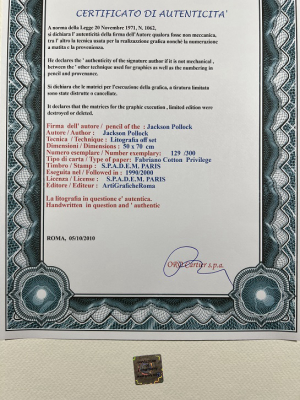 CERTIFICATO DI AUTENTICITA'
A norma della Legge 20 Novembre 1971, N. 1062,
si dichiara l' autenticità della firma dell'Autore qualora fosse non meccanica,
tra l' altro la tecnica usata per la realizzazione grafica nonché la numerazione
a matita e la provenienza.
He declares the ' authenticity of the signature author if it is not mechanical ,
between the ' other technique used for graphics as well as the numbering in
pencil and provenance.
Si dichiara che le matrici per l'esecuzione della grafica, a tiratura limitata
sono state distrutte o cancellate.
It declares that the matrices for the graphic execution , limited edition were
destroyed or deleted.
Firma dell' autore / pencil of the : Jackson Pollock
Autore / Author : Jackson Pollock
Tecnica / Technique : Litografia off set
Dimensioni / Dimensions : 50 x 70 cm
Numero esemplare / Number exemplary: 129 /300
Tipo di carta / Type of paper: Fabriano Cotton Privilege
Timbro / Stamp : S.P.A.D.E.M. PARIS
Eseguita nel / Followed in : 1990/2000
Licenza / License : S.P.A.D.E.M. PARIS
Editore / Editeur : ArtiGraficheRoma
La litografia in questione e' autentica.
Handwritten in question and ' authentic
ROMA, 05/10/2010